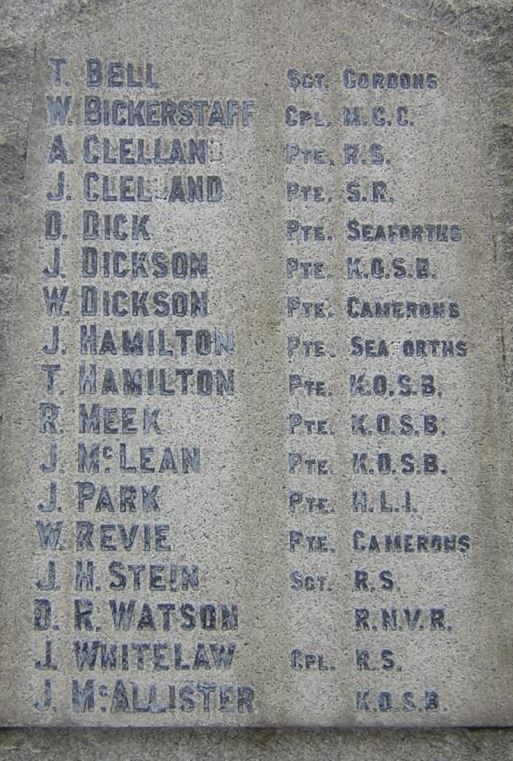 T. BELL SGT. GORDONS
W. BICKERSTAFF CPL. M.G.C.
A. CLELLAND PTE. R.S.
J. CLELLAND PTE. S.R.
D. DICK PTE. SEAFORTHS
J. DICKSON PTE. K.O.S.B.
W. DICKSON PTE. CAMERONS
J. HAMILTON PTE. SEAFORTHS
T. HAMILTON PTE. K.O.S.B.
R. MEEK PTE. K.O.S.B.
J. McLEAN PTE. K.O.S.B.
J. PARK PTE. H.L.I.
W. REVIE PTE. CAMERONS
J. H. STEIN SGT. R.S.
D. R. WATSON R.N.V.R.
J. WHITELAW CPL. R.S.
J. McALLISTER K.O.S.B.